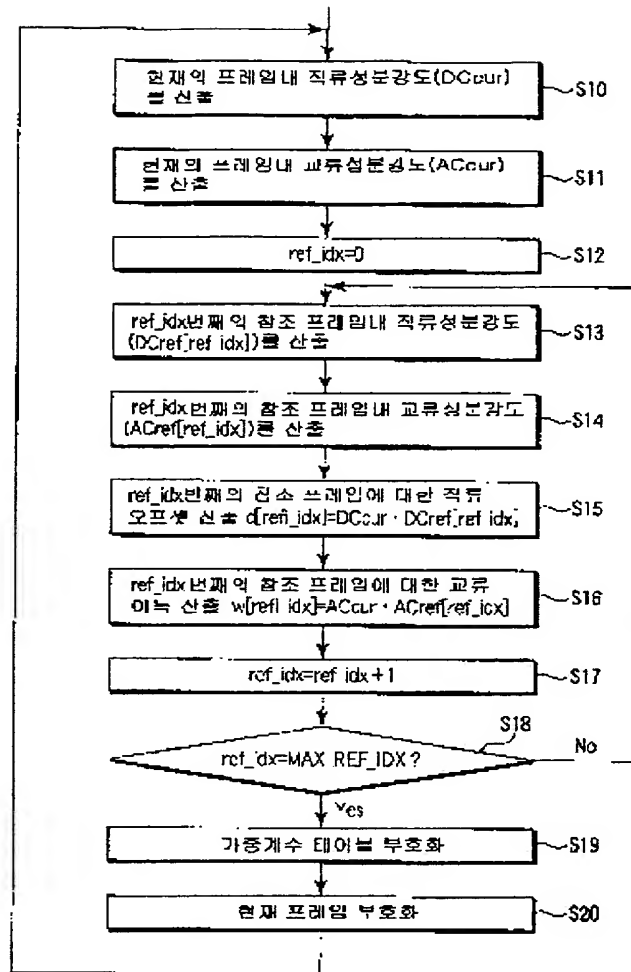 현재의 프레임내 직류성분강도(DCcur)
를 산출
S10
현재의 프레임내 교류성분강도(ACcur)
를 산출
S11
ref_idx=0
S12
ref_idx번째의 참조 프레임내 직류성분강도
(DCref[ref_idx])를 산출
S13
ref_idx번째의 참조 프레임내 교류성분강도
(ACref[ref_idx])를 산출
S14
ref_idx번째의 참조 프레임에 대한 직류
오프셋 산출 d[refi_idx]=DCcur - DCref[ref_idx]
S15
ref_idx번째의 참조 프레임에 대한 교류
이득 산출 w[refi_idx]=ACcur ÷ ACref[ref_idx]
S16
ref_idx=ref_idx+1
S17
S18
ref_idx=MAX_REF_IDX?
No
Yes
가중계수 테이블 부호화
S19
현재 프레임 부호화
S20